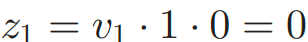 z₁ = v₁ · 1 · 0 = 0